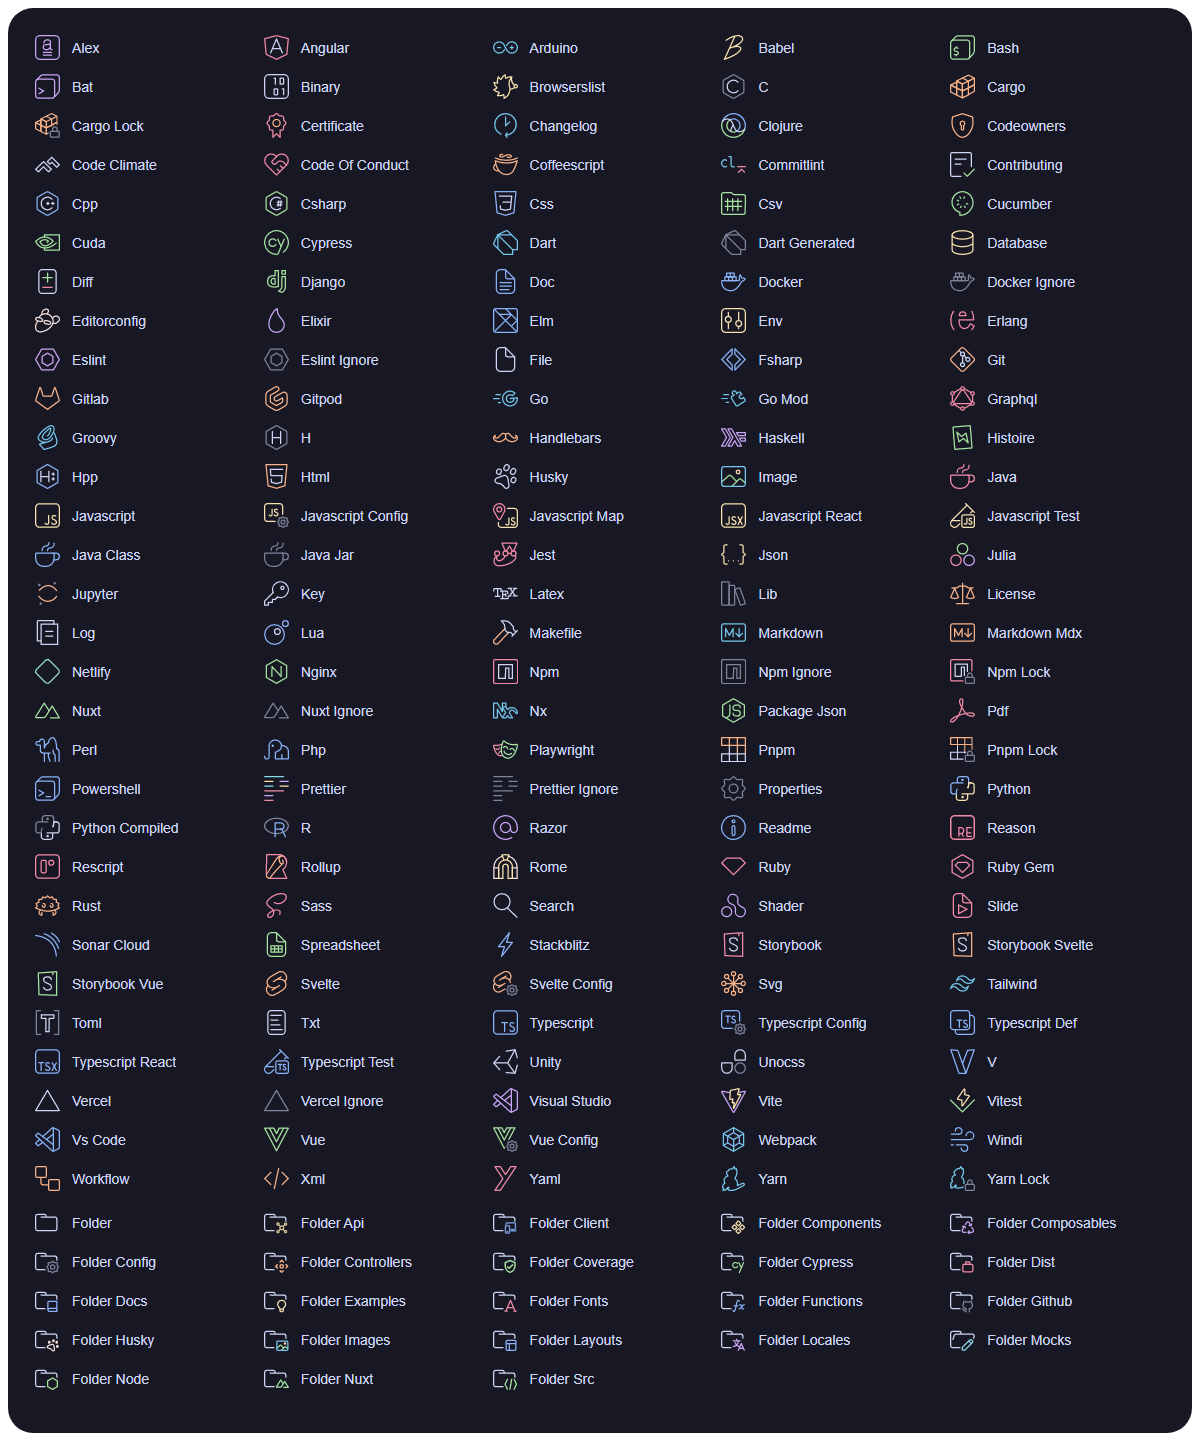 Alex Angular Arduino Babel Bash
Bat Binary Browserslist C Cargo
Cargo Lock Certificate Changelog Clojure Codeowners
Code Climate Code Of Conduct Coffeescript Commitlint Contributing
Cpp Csharp Css Csv Cucumber
Cuda Cypress Dart Dart Generated Database
Diff Django Doc Docker Docker Ignore
Editorconfig Elixir Elm Env Erlang
Eslint Eslint Ignore File Fsharp Git
Gitlab Gitpod Go Go Mod Graphql
Groovy H Handlebars Haskell Histoire
Hpp Html Husky Image Java
Javascript Javascript Config Javascript Map Javascript React Javascript Test
Java Class Java Jar Jest Json Julia
Jupyter Key Latex Lib License
Log Lua Makefile Markdown Markdown Mdx
Netlify Nginx Npm Npm Ignore Npm Lock
Nuxt Nuxt Ignore Nx Package Json Pdf
Perl Php Playwright Pnpm Pnpm Lock
Powershell Prettier Prettier Ignore Properties Python
Python Compiled R Razor Readme Reason
Rescript Rollup Rome Ruby Ruby Gem
Rust Sass Search Shader Slide
Sonar Cloud Spreadsheet Stackblitz Storybook Storybook Svelte
Storybook Vue Svelte Svelte Config Svg Tailwind
Toml Txt Typescript Typescript Config Typescript Def
Typescript React Typescript Test Unity Unocss V
Vercel Vercel Ignore Visual Studio Vite Vitest
Vs Code Vue Vue Config Webpack Windi
Workflow Xml Yaml Yarn Yarn Lock
Folder Folder Api Folder Client Folder Components Folder Composables
Folder Config Folder Controllers Folder Coverage Folder Cypress Folder Dist
Folder Docs Folder Examples Folder Fonts Folder Functions Folder Github
Folder Husky Folder Images Folder Layouts Folder Locales Folder Mocks
Folder Node Folder Nuxt Folder Src